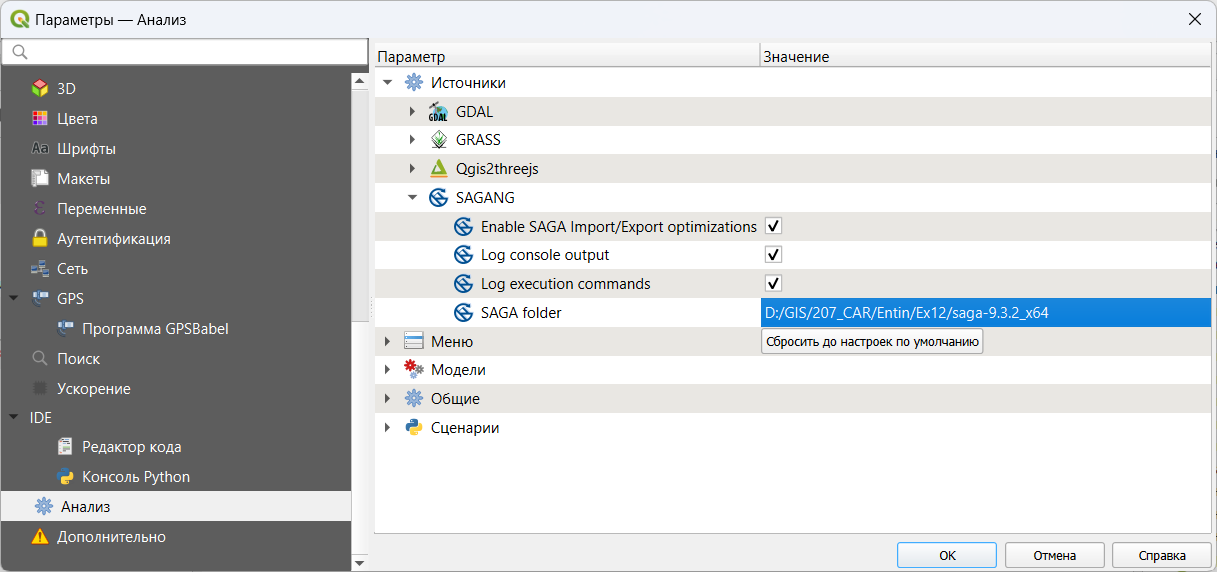 Параметры — Анализ
3D
Цвета
Шрифты
Макеты
Переменные
Аутентификация
Сеть
GPS
Программа GPSBabel
Поиск
Ускорение
IDE
Редактор кода
Консоль Python
Анализ
Дополнительно
Параметр Значение
Источники
GDAL
GRASS
Qgis2threejs
SAGANG
Enable SAGA Import/Export optimizations
Log console output
Log execution commands
SAGA folder D:/GIS/207_CAR/Entin/Ex12/saga-9.3.2_x64
Меню Сбросить до настроек по умолчанию
Модели
Общие
Сценарии
OK Отмена Справка